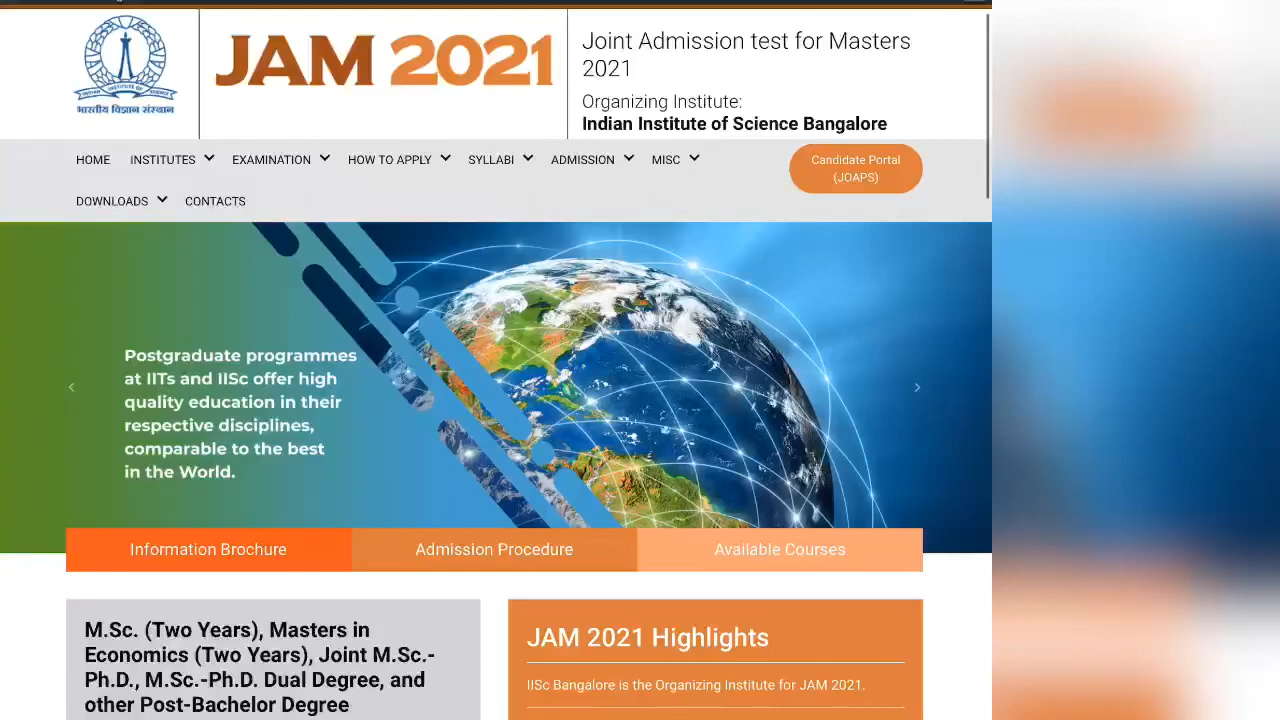 INDIAN INSTITUTE OF SCIENCE
भारतीय विज्ञान संस्थान
JAM 2021
Joint Admission test for Masters
2021
Organizing Institute:
Indian Institute of Science Bangalore
HOME INSTITUTES EXAMINATION HOW TO APPLY SYLLABI ADMISSION MISC
Candidate Portal
(JOAPS)
DOWNLOADS CONTACTS
Postgraduate programmes
at IITs and IISc offer high
quality education in their
respective disciplines,
comparable to the best
in the World.
Information Brochure Admission Procedure Available Courses
M.Sc. (Two Years), Masters in
Economics (Two Years), Joint M.Sc.-
Ph.D., M.Sc.-Ph.D. Dual Degree, and
other Post-Bachelor Degree
JAM 2021 Highlights
IISc Bangalore is the Organizing Institute for JAM 2021.